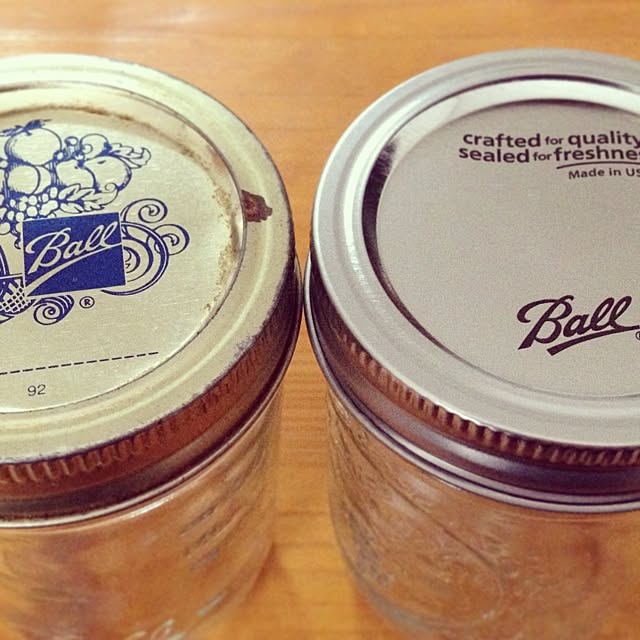 Ball
®
92
crafted for quality
sealed for freshne
Made in US
Ball
®